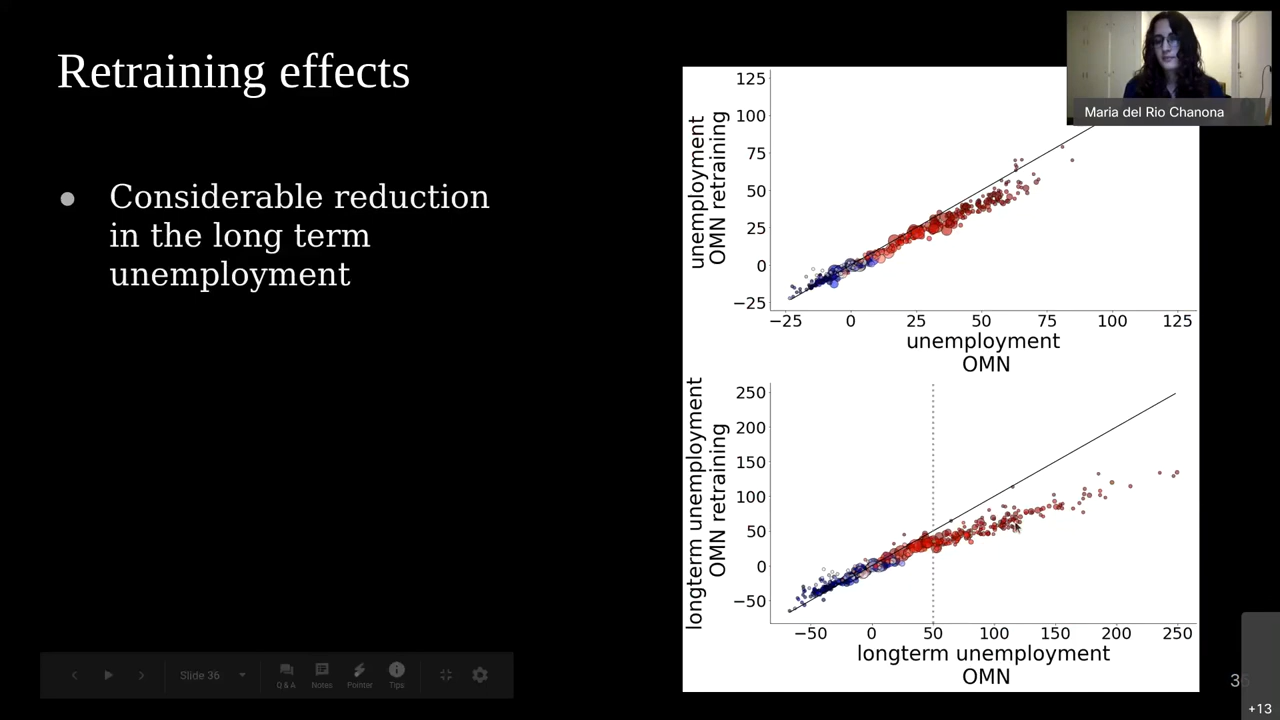 Retraining effects
● Considerable reduction
in the long term
unemployment
Maria del Rio Chanona
unemployment
OMN retraining
125
100
75
50
25
0
−25
−25 0 25 50 75 100 125
unemployment
OMN
longterm unemployment
OMN retraining
250
200
150
100
50
0
−50
−50 0 50 100 150 200 250
longterm unemployment
OMN
Slide 36
Q & A Notes Pointer Tips
36
+13